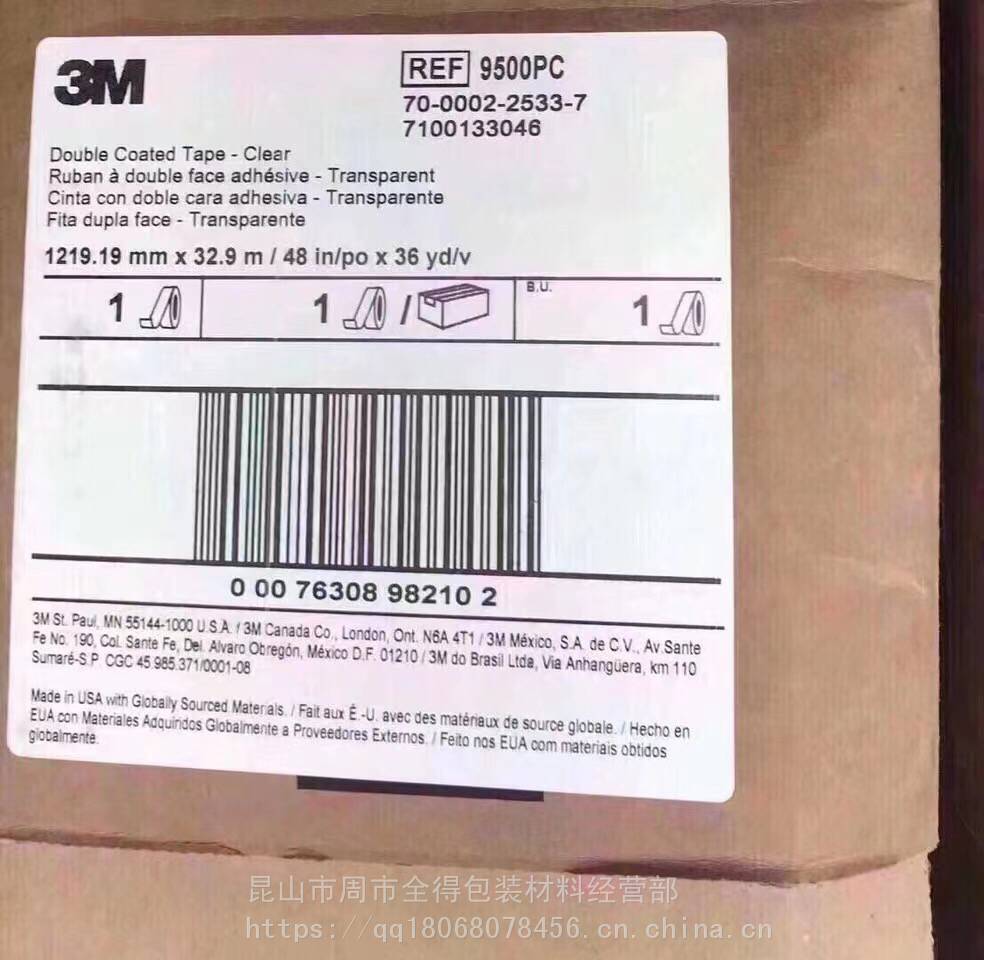 3M
REF 9500PC
70-0002-2533-7
7100133046
Double Coated Tape - Clear
Ruban à double face adhésive - Transparent
Cinta con doble cara adhesiva - Transparente
Fita dupla face - Transparente
1219.19 mm x 32.9 m / 48 in/po x 36 yd/v
1
1 /
B.U.
1
0 00 76308 98210 2
3M St. Paul, MN 55144-1000 U.S.A. / 3M Canada Co., London, Ont. N6A 4T1 / 3M México, S.A. de C.V., Av.Sante
Fe No. 190, Col. Sante Fe, Del. Alvaro Obregón, México D.F. 01210 / 3M do Brasil Ltda, Via Anhangüera, km 110
Sumaré-S.P. CGC 45.985.371/0001-08
Made in USA with Globally Sourced Materials. / Fait aux É.-U. avec des matériaux de source globale. / Hecho en
EUA con Materiales Adquindos Globalmente a Proveedores Externos. / Feito nos EUA com materiais obtidos
globalmente.
昆山市周市全得包装材料经营部
https://qq18068078456.cn.china.cn